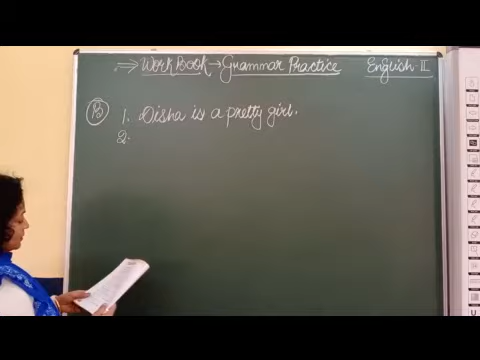 ⇒ Work Book → Grammar Practice English-II
B 1. Disha is a pretty girl.
2.